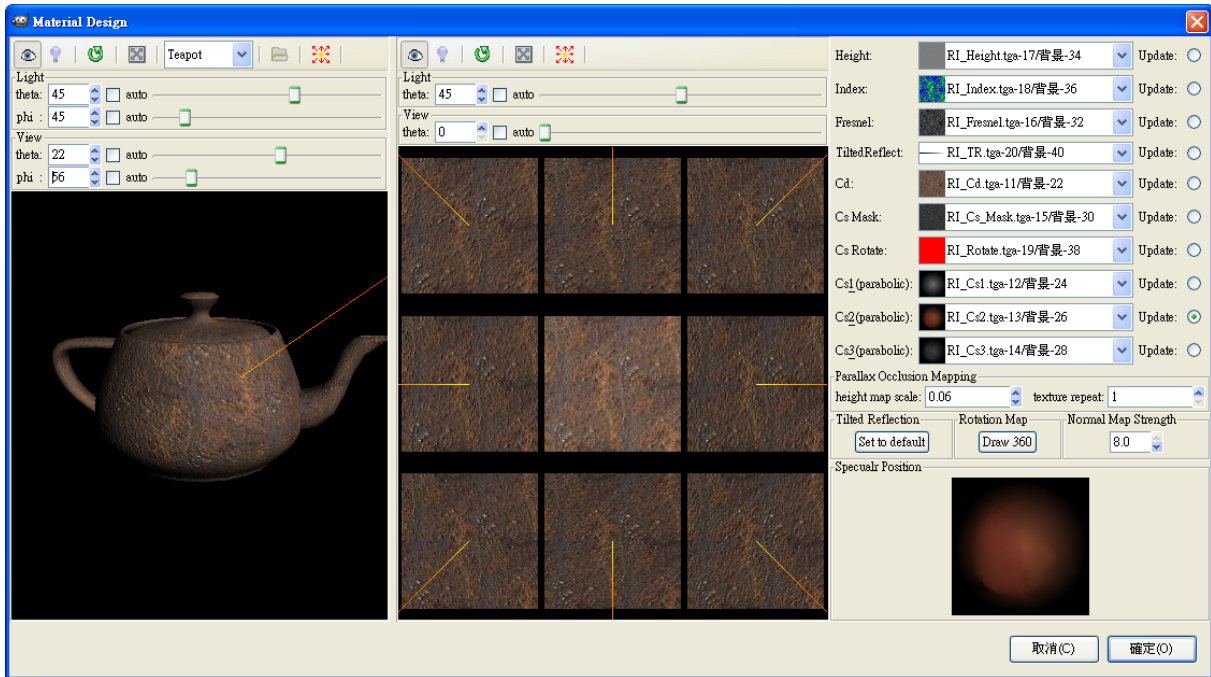 Material Design
Teapot
Light
theta: 45 auto
phi : 45 auto
View
theta: 22 auto
phi : 56 auto
Light
theta: 45 auto
View
theta: 0 auto
Height: RI_Height.tga-17/背景-34 Update:
Index: RI_Index.tga-18/背景-36 Update:
Fresnel: RI_Fresnel.tga-16/背景-32 Update:
TiltedReflect: RI_TR.tga-20/背景-40 Update:
Cd: RI_Cd.tga-11/背景-22 Update:
Cs Mask: RI_Cs_Mask.tga-15/背景-30 Update:
Cs Rotate: RI_Rotate.tga-19/背景-38 Update:
Cs1(parabolic): RI_Cs1.tga-12/背景-24 Update:
Cs2(parabolic): RI_Cs2.tga-13/背景-26 Update:
Cs3(parabolic): RI_Cs3.tga-14/背景-28 Update:
Parallax Occlusion Mapping
height map scale: 0.06 texture repeat: 1
Tilted Reflection Rotation Map Normal Map Strength
Set to default Draw 360 8.0
Specualr Position
取消(C) 確定(O)